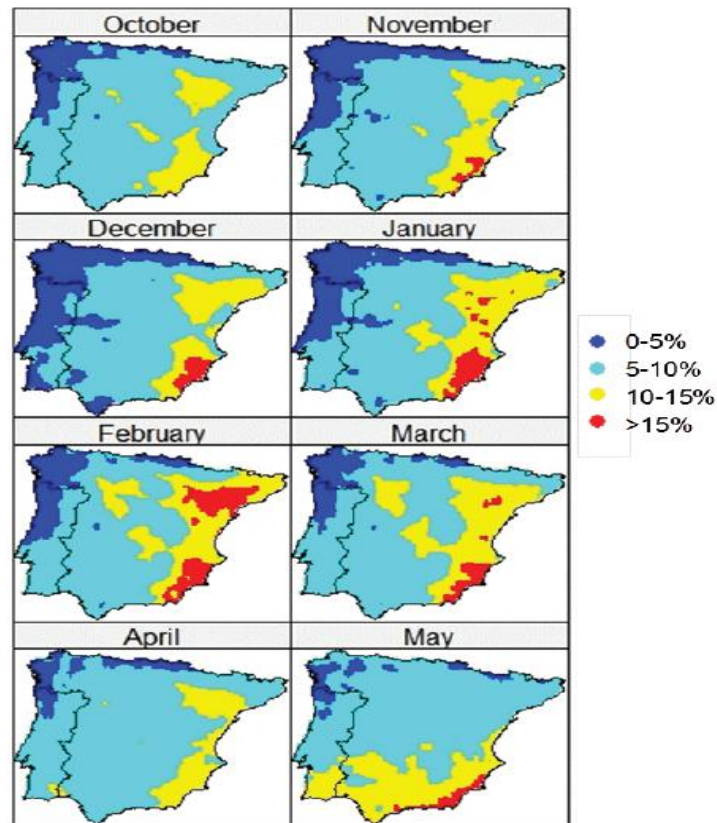 October
November
December
January
0-5%
5-10%
10-15%
>15%
February
March
April
May